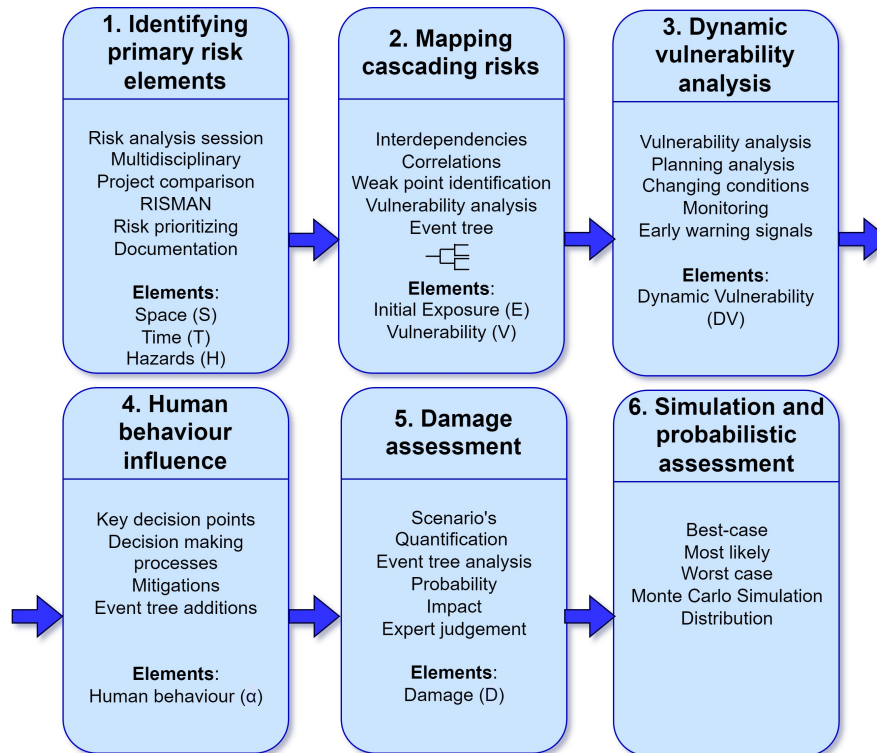 1. Identifying
primary risk
elements
Risk analysis session
Multidisciplinary
Project comparison
RISMAN
Risk prioritizing
Documentation
Elements:
Space (S)
Time (T)
Hazards (H)
2. Mapping
cascading risks
Interdependencies
Correlations
Weak point identification
Vulnerability analysis
Event tree
Elements:
Initial Exposure (E)
Vulnerability (V)
3. Dynamic
vulnerability
analysis
Vulnerability analysis
Planning analysis
Changing conditions
Monitoring
Early warning signals
Elements:
Dynamic Vulnerability
(DV)
4. Human
behaviour
influence
Key decision points
Decision making
processes
Mitigations
Event tree additions
Elements:
Human behaviour (α)
5. Damage
assessment
Scenario's
Quantification
Event tree analysis
Probability
Impact
Expert judgement
Elements:
Damage (D)
6. Simulation and
probabilistic
assessment
Best-case
Most likely
Worst case
Monte Carlo Simulation
Distribution